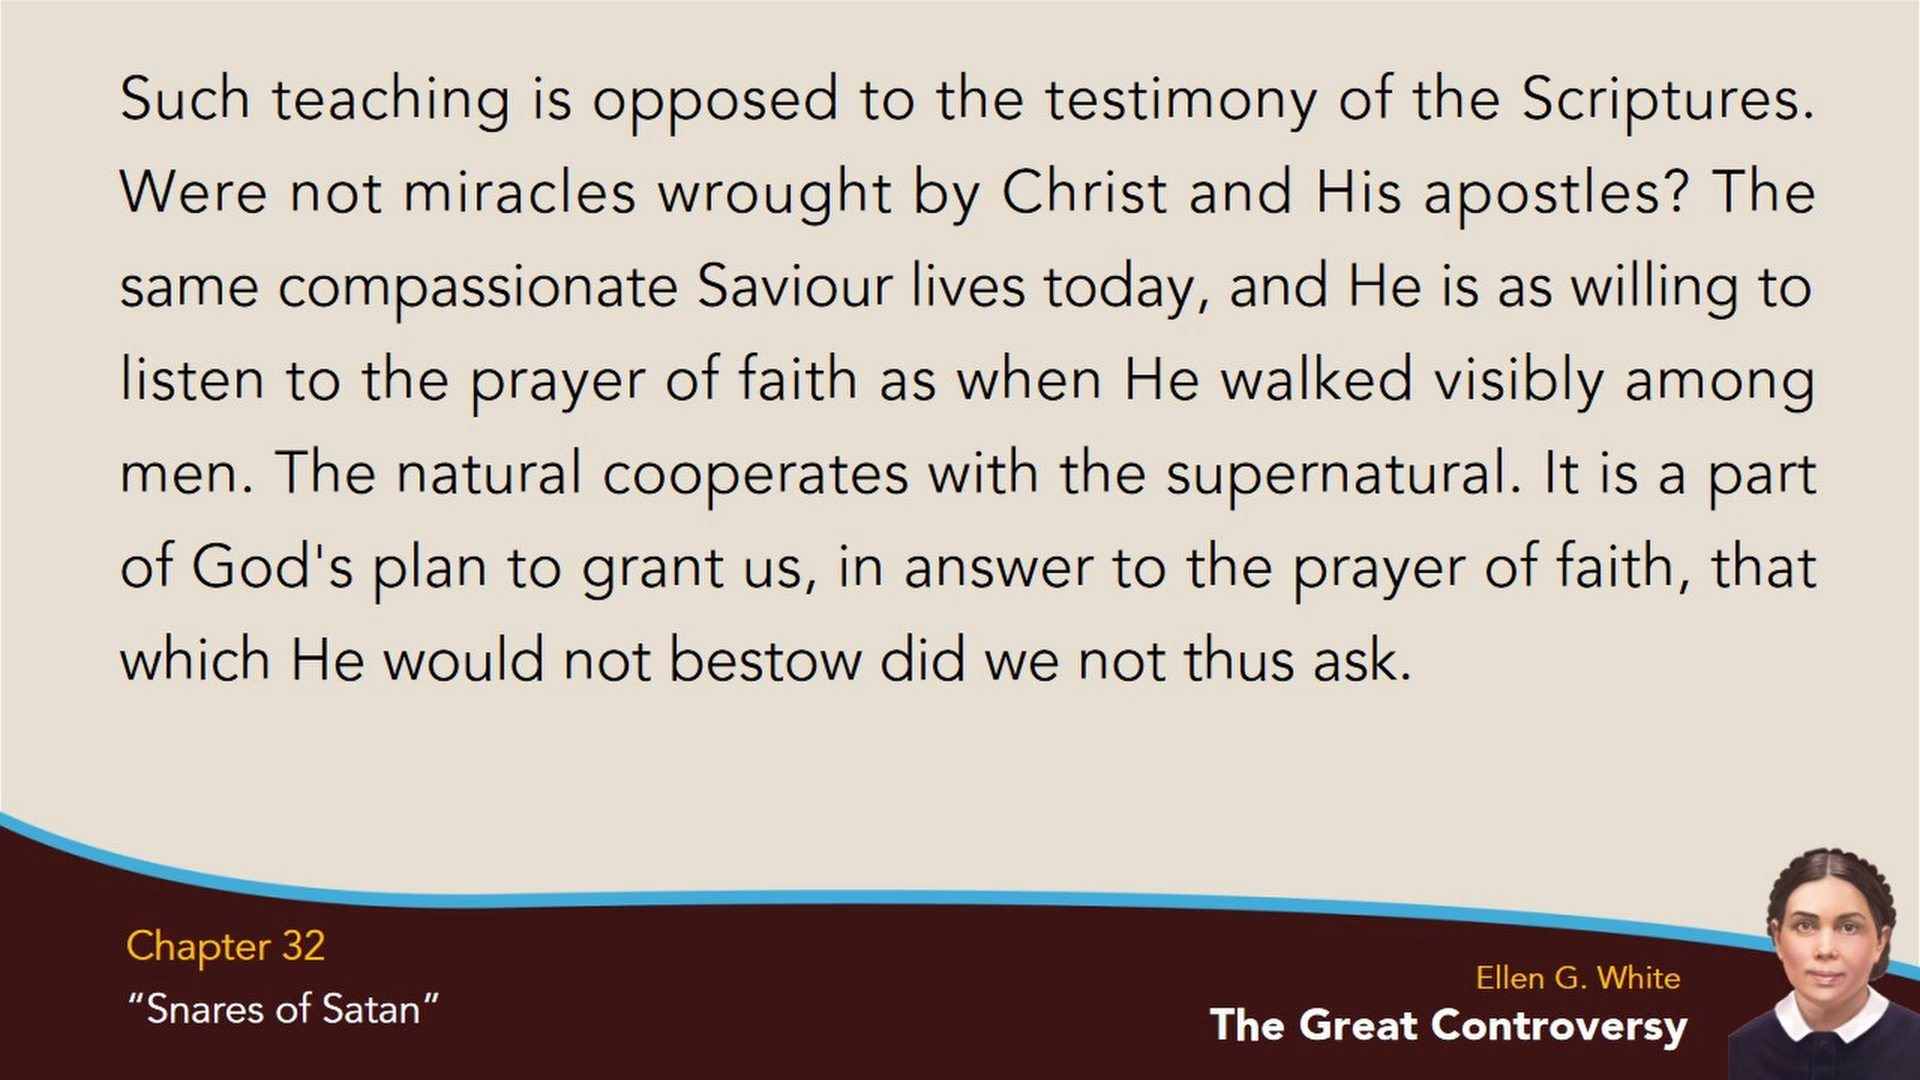 Such teaching is opposed to the testimony of the Scriptures.
Were not miracles wrought by Christ and His apostles? The
same compassionate Saviour lives today, and He is as willing to
listen to the prayer of faith as when He walked visibly among
men. The natural cooperates with the supernatural. It is a part
of God's plan to grant us, in answer to the prayer of faith, that
which He would not bestow did we not thus ask.
Chapter 32
“Snares of Satan”
Ellen G. White
The Great Controversy